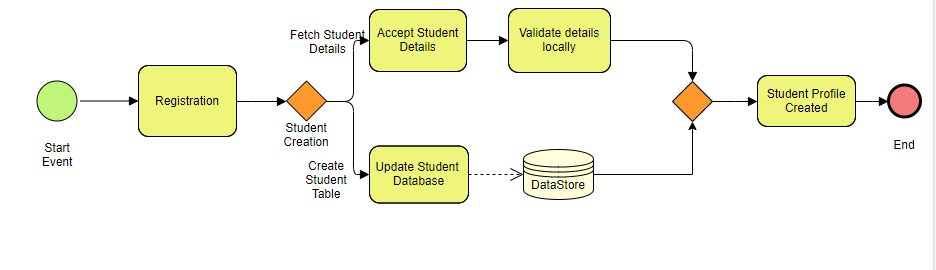 Start
Event
Registration
Student
Creation
Fetch Student
Details
Accept Student
Details
Validate details
locally
Create
Student
Table
Update Student
Database
DataStore
Student Profile
Created
End